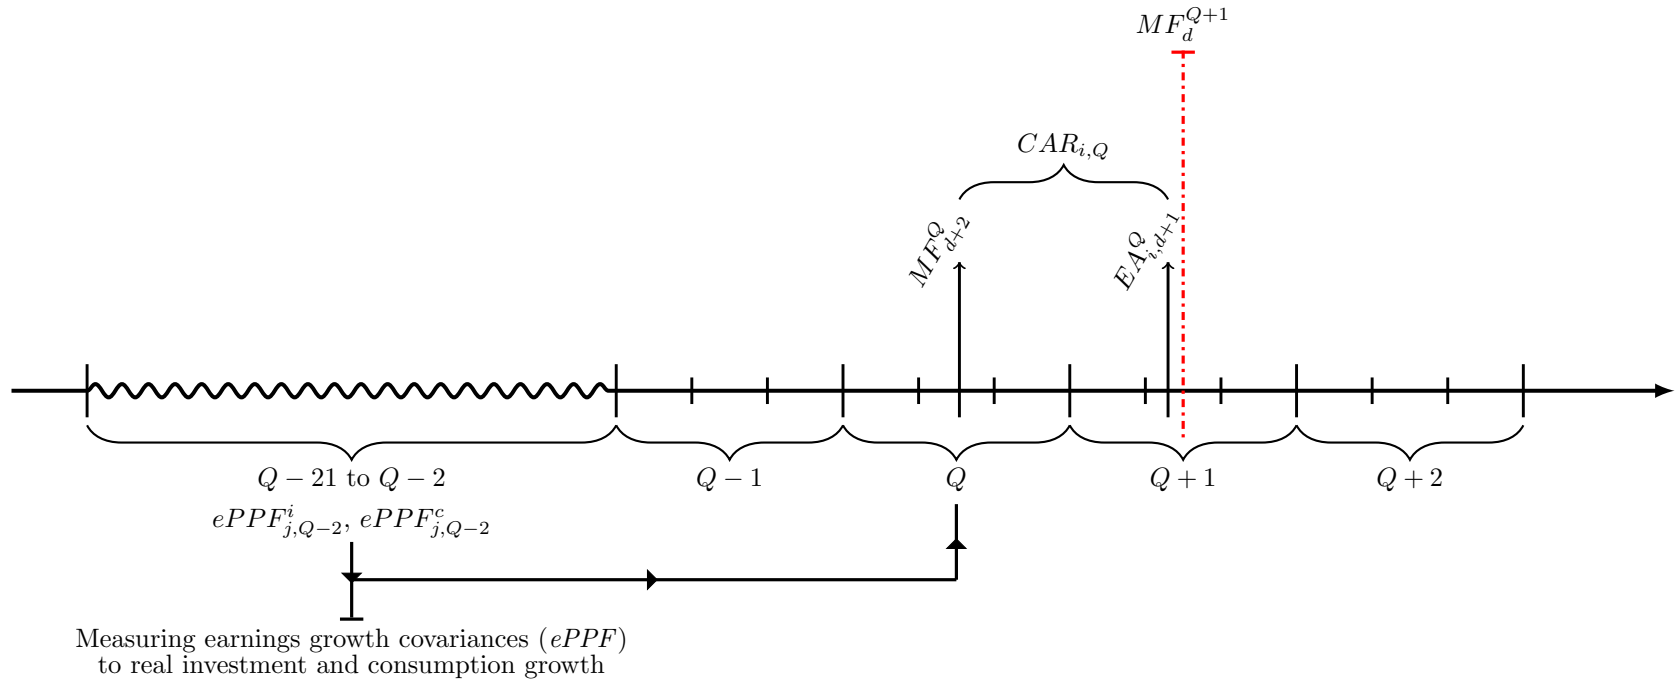 $MF_d^{Q+1}$
$CAR_{i,Q}$
$MF_{d+2}^{Q}$
$EA_{i,d+1}^{Q}$
$Q-21$ to $Q-2$
$Q-1$
$Q$
$Q+1$
$Q+2$
$ePPF_{j,Q-2}^{i}$, $ePPF_{j,Q-2}^{c}$
Measuring earnings growth covariances (ePPF)
to real investment and consumption growth